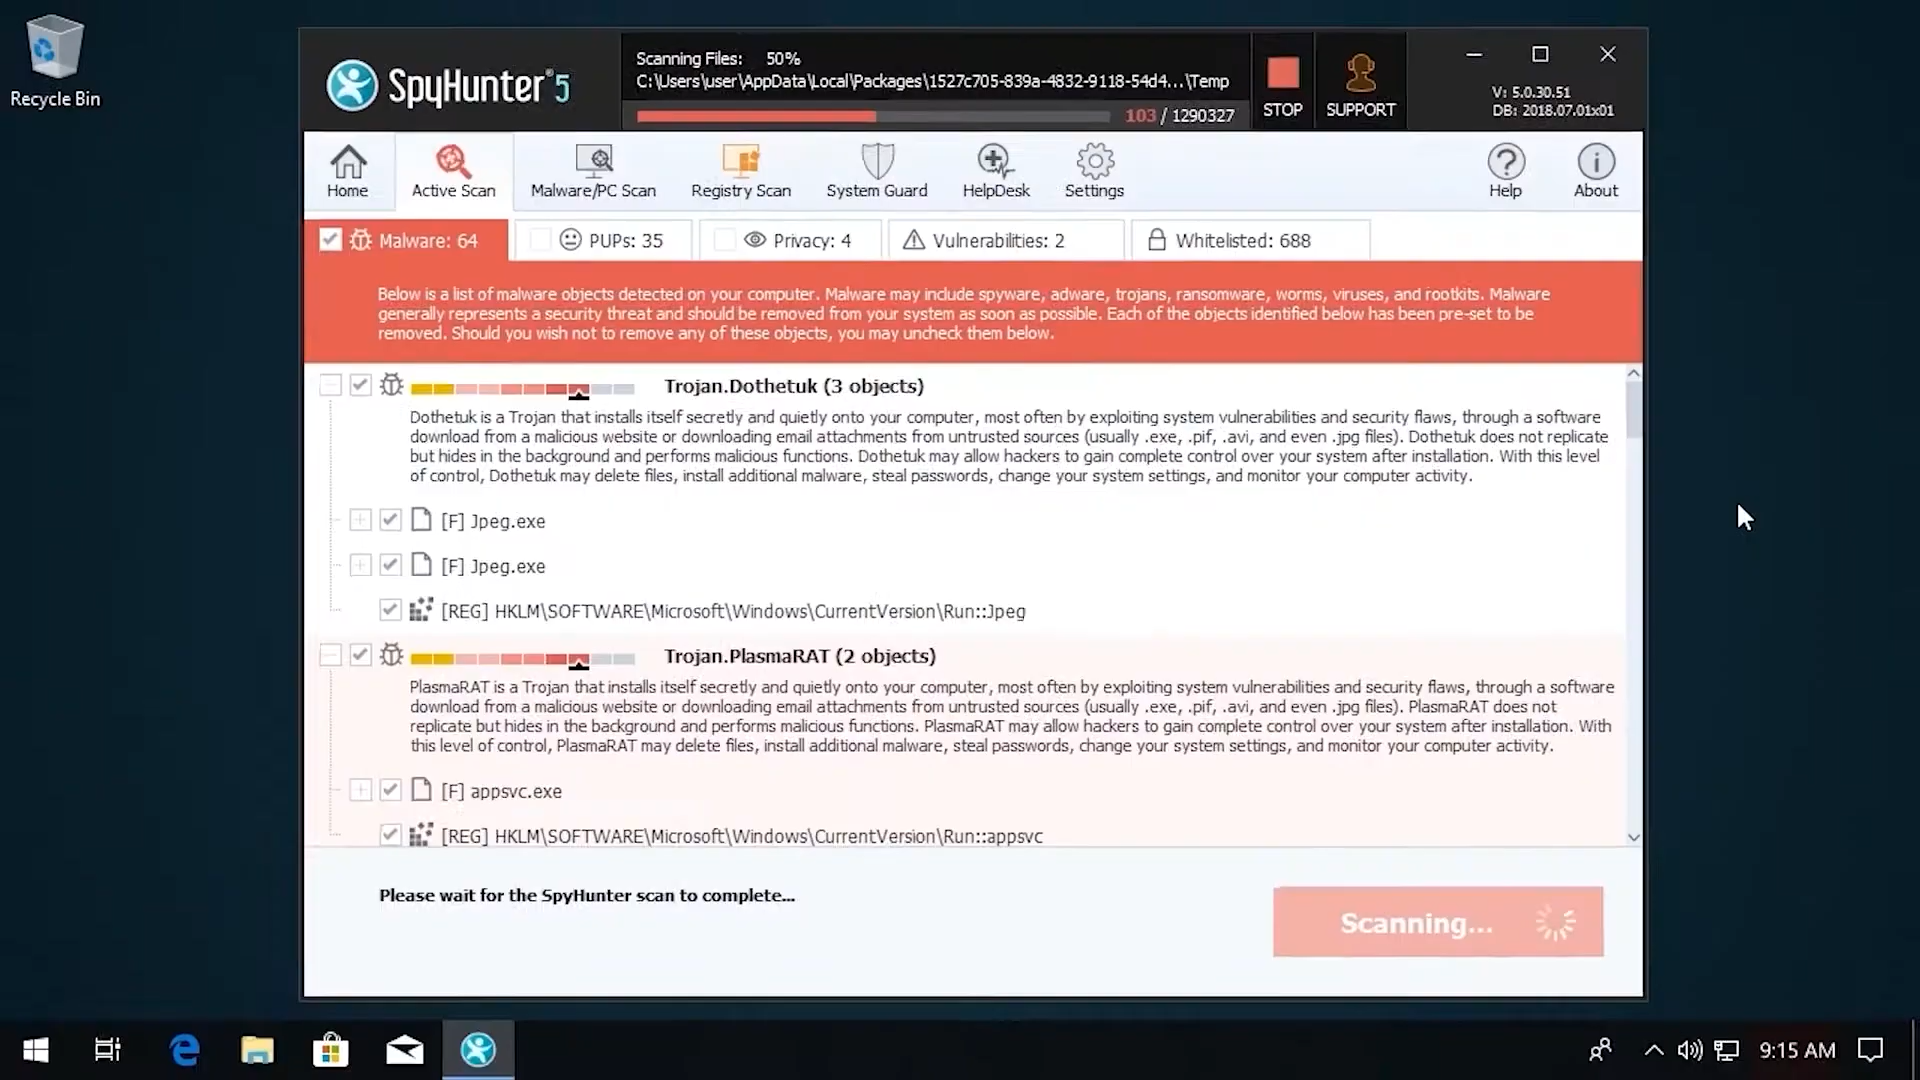 Recycle Bin
SpyHunter® 5
Scanning Files: 50%
C:\Users\user\AppData\Local\Packages\1527c705-839a-4832-9118-54d4...\Temp
103 / 1290327
STOP
SUPPORT
V: 5.0.30.51
DB: 2018.07.01x01
Home
Active Scan
Malware/PC Scan
Registry Scan
System Guard
HelpDesk
Settings
Help
About
Malware: 64
PUPs: 35
Privacy: 4
Vulnerabilities: 2
Whitelisted: 688
Below is a list of malware objects detected on your computer. Malware may include spyware, adware, trojans, ransomware, worms, viruses, and rootkits. Malware
generally represents a security threat and should be removed from your system as soon as possible. Each of the objects identified below has been pre-set to be
removed. Should you wish not to remove any of these objects, you may uncheck them below.
Trojan.Dothetuk (3 objects)
Dothetuk is a Trojan that installs itself secretly and quietly onto your computer, most often by exploiting system vulnerabilities and security flaws, through a software
download from a malicious website or downloading email attachments from untrusted sources (usually .exe, .pif, .avi, and even .jpg files). Dothetuk does not replicate
but hides in the background and performs malicious functions. Dothetuk may allow hackers to gain complete control over your system after installation. With this level
of control, Dothetuk may delete files, install additional malware, steal passwords, change your system settings, and monitor your computer activity.
[F] Jpeg.exe
[F] Jpeg.exe
[REG] HKLM\SOFTWARE\Microsoft\Windows\CurrentVersion\Run::Jpeg
Trojan.PlasmaRAT (2 objects)
PlasmaRAT is a Trojan that installs itself secretly and quietly onto your computer, most often by exploiting system vulnerabilities and security flaws, through a software
download from a malicious website or downloading email attachments from untrusted sources (usually .exe, .pif, .avi, and even .jpg files). PlasmaRAT does not
replicate but hides in the background and performs malicious functions. PlasmaRAT may allow hackers to gain complete control over your system after installation. With
this level of control, PlasmaRAT may delete files, install additional malware, steal passwords, change your system settings, and monitor your computer activity.
[F] appsvc.exe
[REG] HKLM\SOFTWARE\Microsoft\Windows\CurrentVersion\Run::appsvc
Please wait for the SpyHunter scan to complete...
Scanning...
9:15 AM